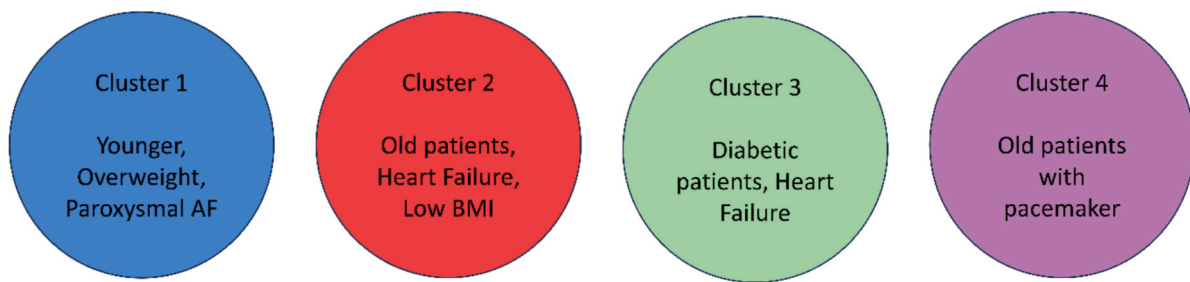 Cluster 1
Younger,
Overweight,
Paroxysmal AF
Cluster 2
Old patients,
Heart Failure,
Low BMI
Cluster 3
Diabetic
patients, Heart
Failure
Cluster 4
Old patients
with
pacemaker